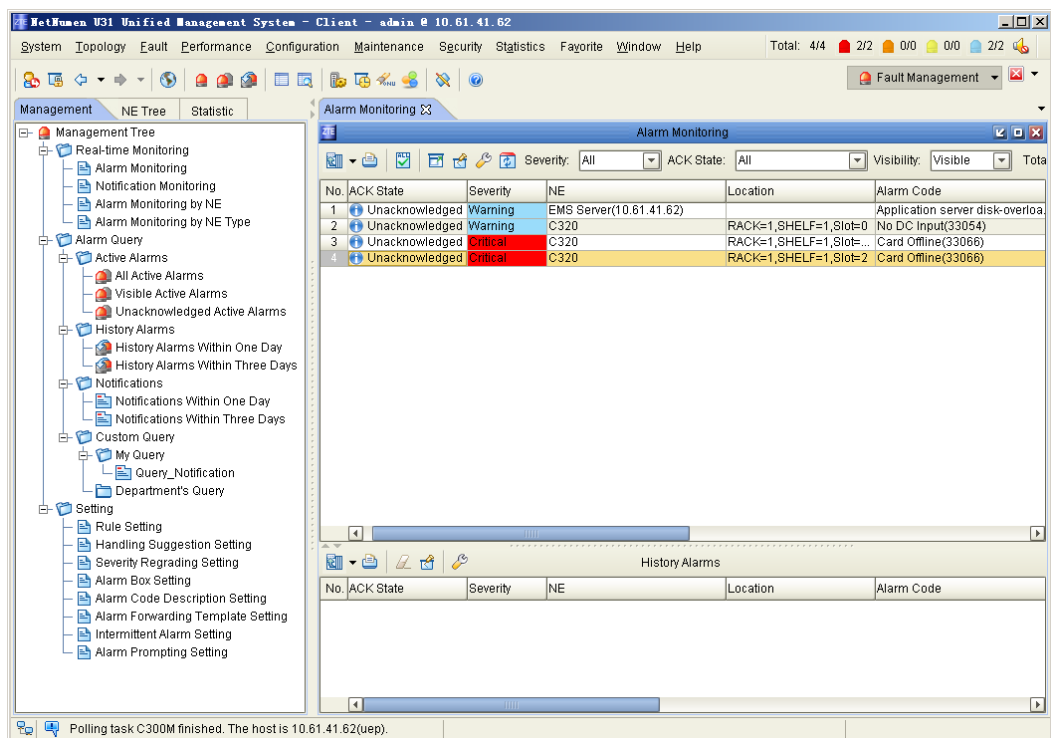 NetNumen U31 Unified Management System - Client - admin @ 10.61.41.62
System Topology Fault Performance Configuration Maintenance Security Statistics Favorite Window Help Total: 4/4 2/2 0/0 0/0 2/2
Fault Management
Management NE Tree Statistic
Management Tree
Real-time Monitoring
Alarm Monitoring
Notification Monitoring
Alarm Monitoring by NE
Alarm Monitoring by NE Type
Alarm Query
Active Alarms
All Active Alarms
Visible Active Alarms
Unacknowledged Active Alarms
History Alarms
History Alarms Within One Day
History Alarms Within Three Days
Notifications
Notifications Within One Day
Notifications Within Three Days
Custom Query
My Query
Query_Notification
Department's Query
Setting
Rule Setting
Handling Suggestion Setting
Severity Regrading Setting
Alarm Box Setting
Alarm Code Description Setting
Alarm Forwarding Template Setting
Intermittent Alarm Setting
Alarm Prompting Setting
Alarm Monitoring
ZTE Alarm Monitoring
Severity: All ACK State: All Visibility: Visible Tota
No. ACK State Severity NE Location Alarm Code
1 Unacknowledged Warning EMS Server(10.61.41.62) Application server disk-overloa.
2 Unacknowledged Warning C320 RACK=1,SHELF=1,Slot=0 No DC Input(33054)
3 Unacknowledged Critical C320 RACK=1,SHELF=1,Slot=... Card Offline(33066)
4 Unacknowledged Critical C320 RACK=1,SHELF=1,Slot=2 Card Offline(33066)
History Alarms
No. ACK State Severity NE Location Alarm Code
Polling task C300M finished. The host is 10.61.41.62(uep).